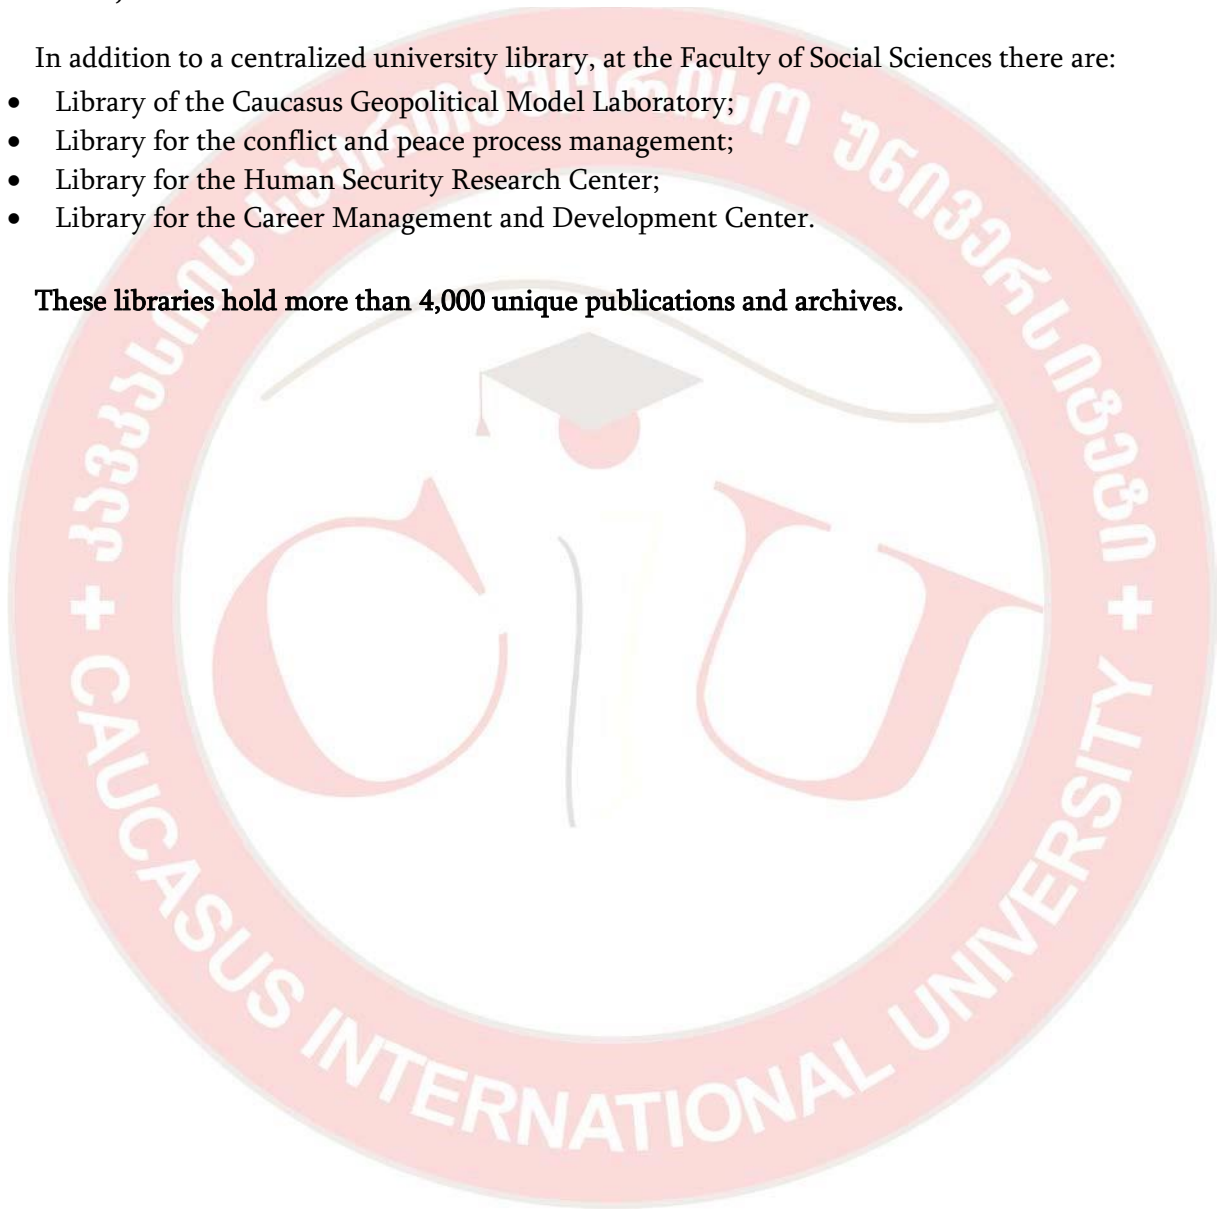 In addition to a centralized university library, at the Faculty of Social Sciences there are:
• Library of the Caucasus Geopolitical Model Laboratory;
• Library for the conflict and peace process management;
• Library for the Human Security Research Center;
• Library for the Career Management and Development Center.
These libraries hold more than 4,000 unique publications and archives.
კავკასიის საერთაშორისო უნივერსიტეტი
C U
+ CAUCASUS INTERNATIONAL UNIVERSITY +